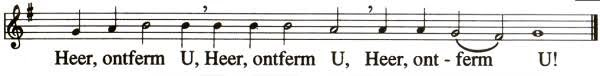 Heer, ontferm U, Heer, ontferm U, Heer, ont - ferm U!